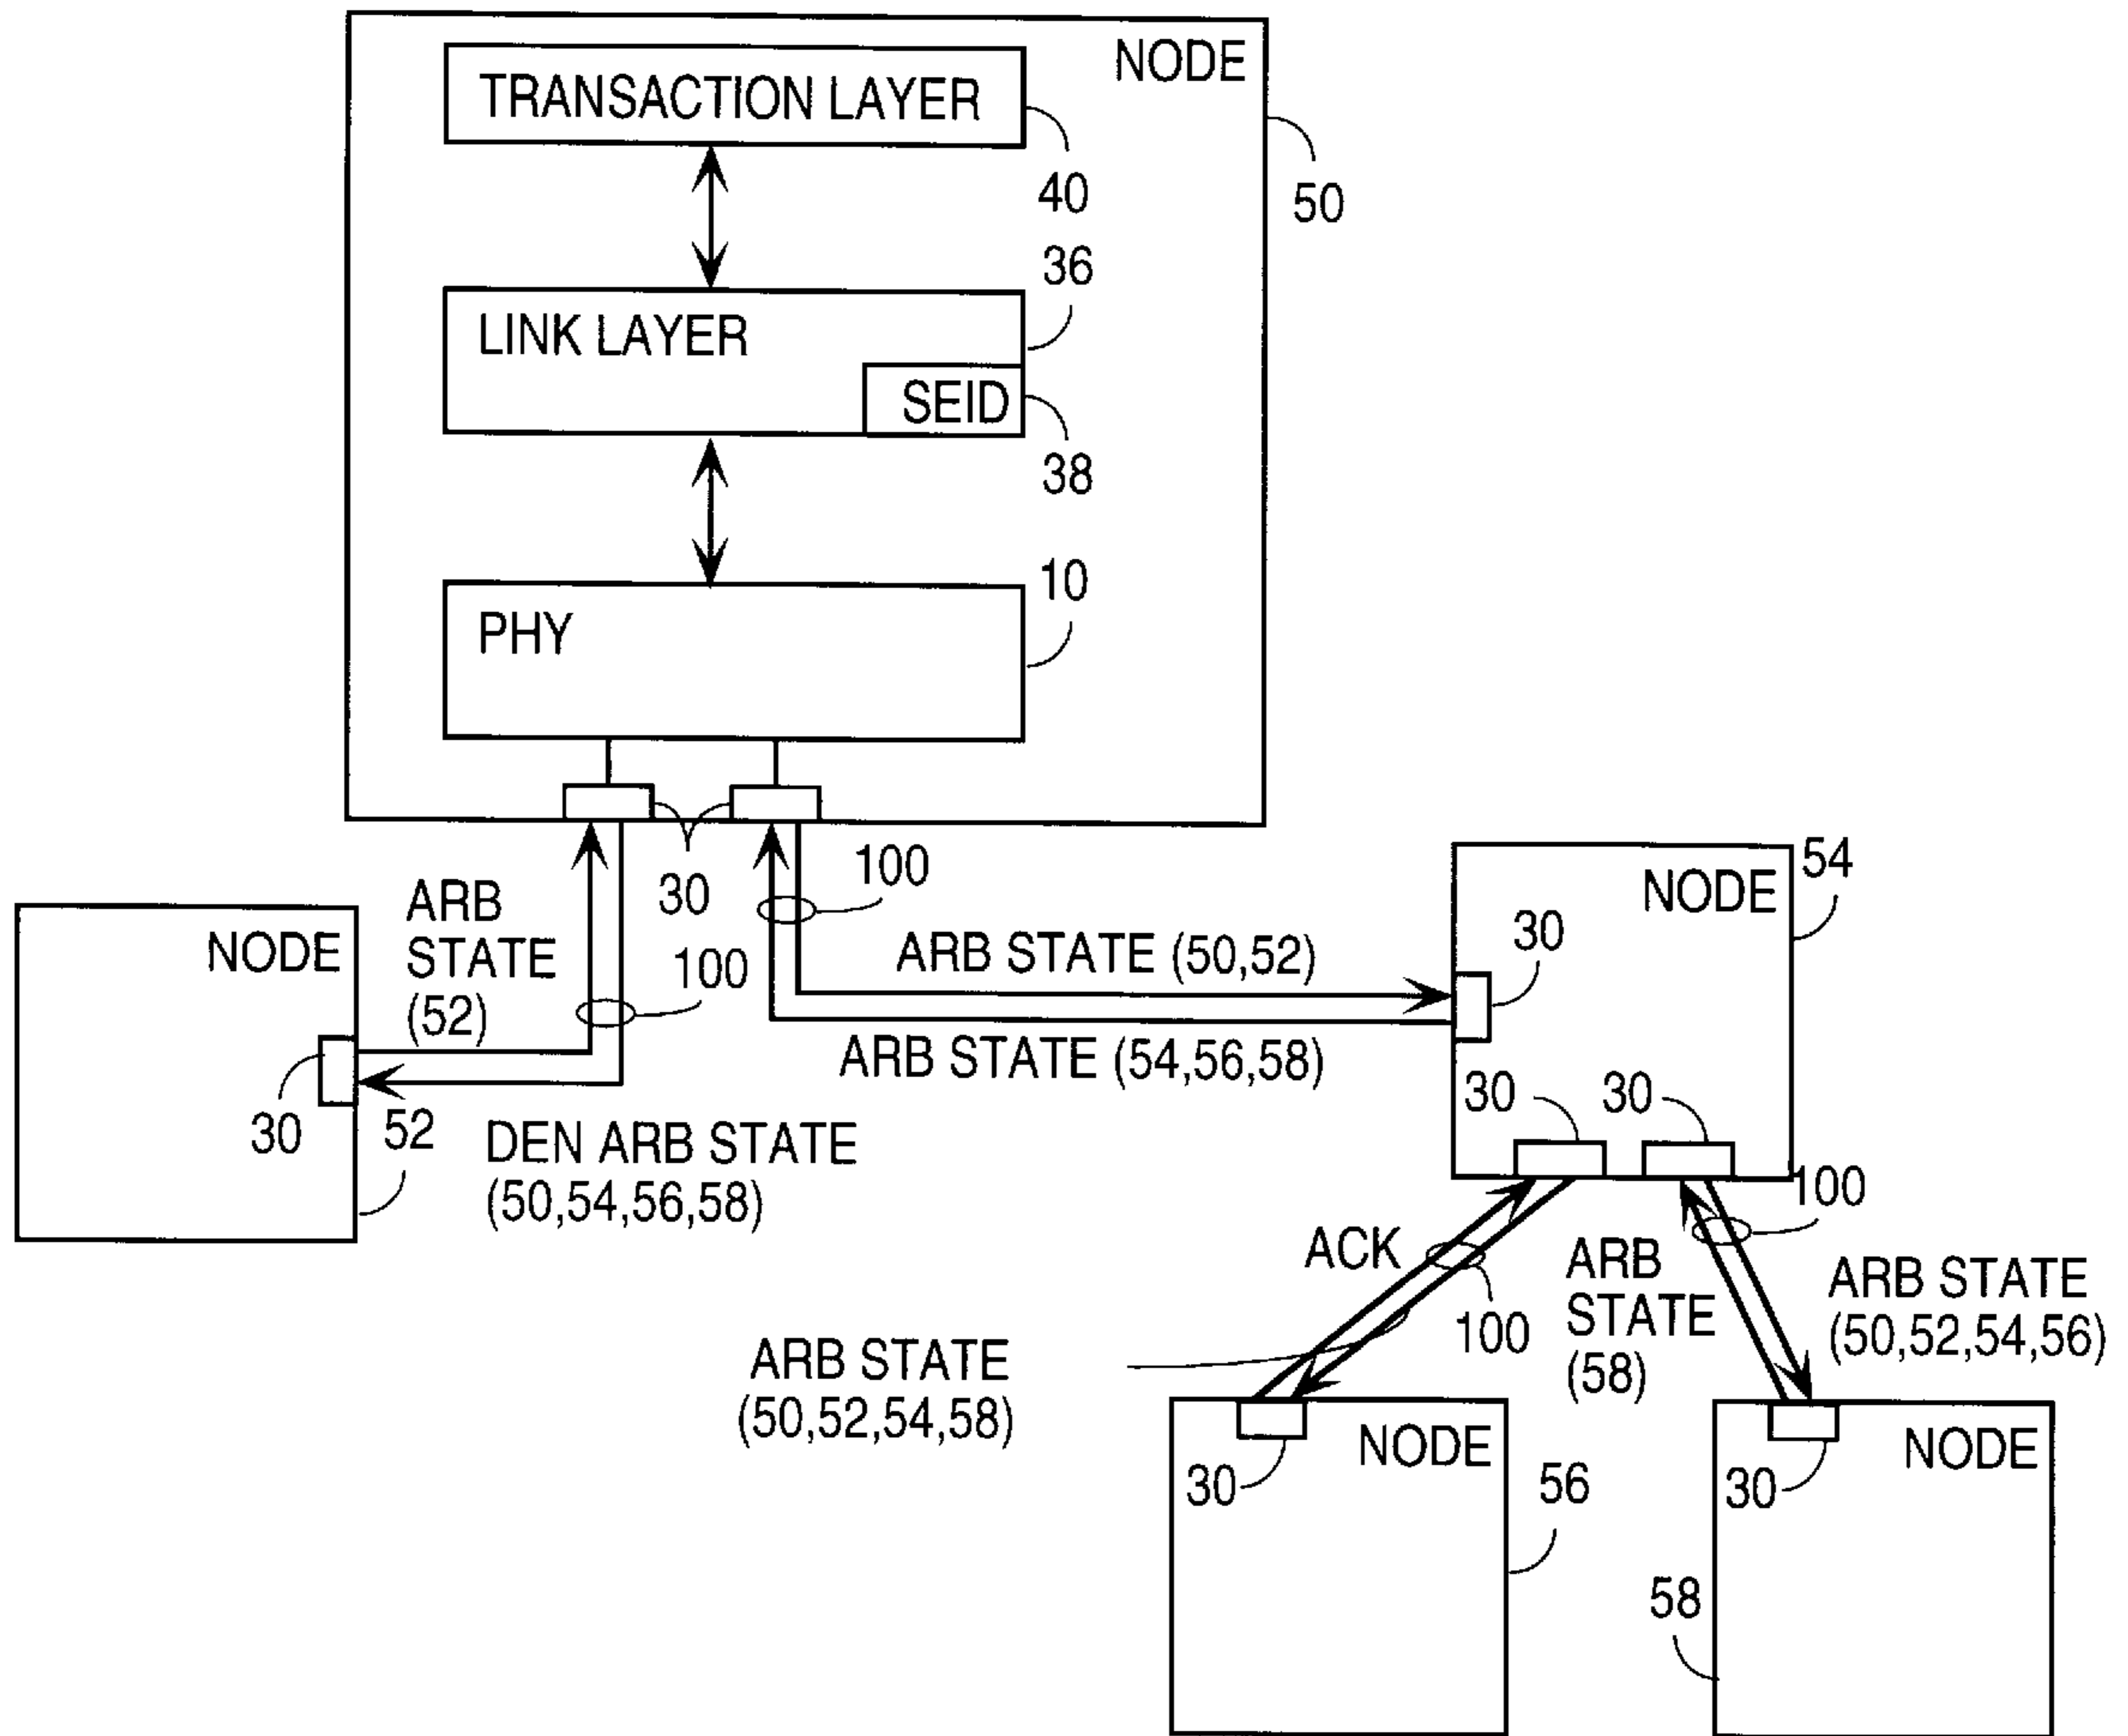 NODE
TRANSACTION LAYER
40
50
36
LINK LAYER
SEID
38
10
PHY
30
100
54
NODE
30
ARB
STATE
(52)
100
ARB STATE (50,52)
ARB STATE (54,56,58)
NODE
30
52
DEN ARB STATE
(50,54,56,58)
30
30
100
ACK
100
ARB
STATE
(58)
ARB STATE
(50,52,54,56)
ARB STATE
(50,52,54,58)
NODE
30
56
NODE
30
58